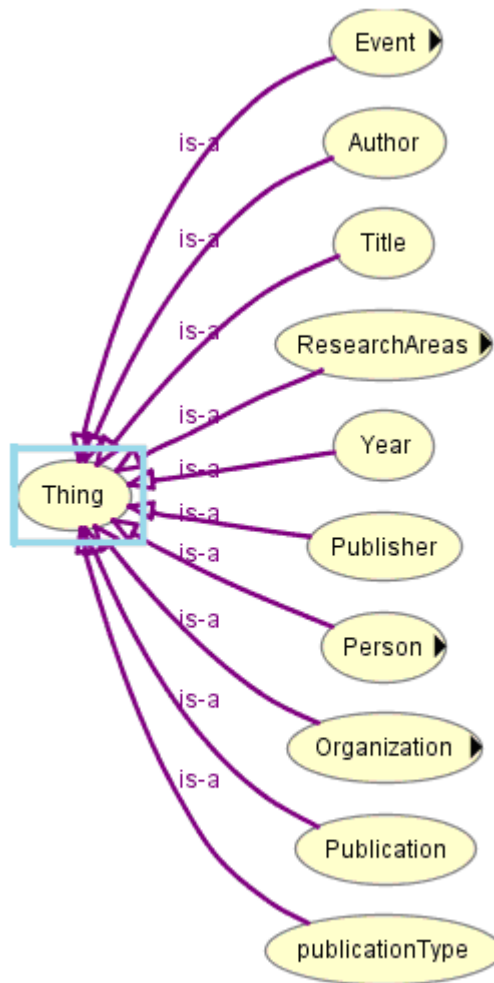 Event
is-a
Author
is-a
Title
is-a
ResearchAreas
is-a
Year
is-a
Thing
is-a
Publisher
is-a
Person
is-a
Organization
is-a
Publication
is-a
publicationType